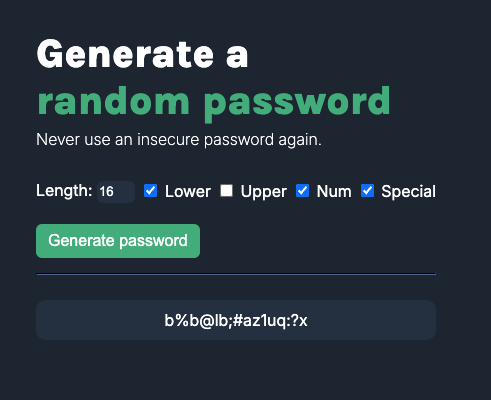 Generate a
random password
Never use an insecure password again.
Length: 16 Lower Upper Num Special
Generate password
b%b@lb;#az1uq:?x